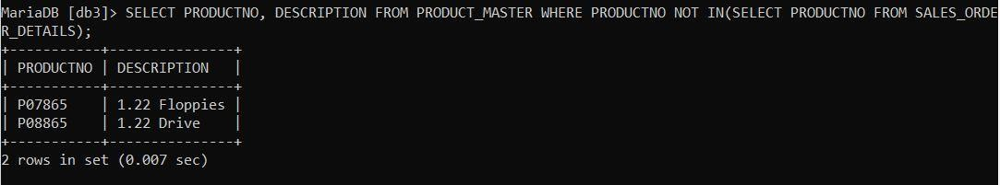 MariaDB [db3]> SELECT PRODUCTNO, DESCRIPTION FROM PRODUCT_MASTER WHERE PRODUCTNO NOT IN(SELECT PRODUCTNO FROM SALES_ORDE
R_DETAILS);
+-----------+---------------+
| PRODUCTNO | DESCRIPTION   |
+-----------+---------------+
| P07865    | 1.22 Floppies |
| P08865    | 1.22 Drive    |
+-----------+---------------+
2 rows in set (0.007 sec)